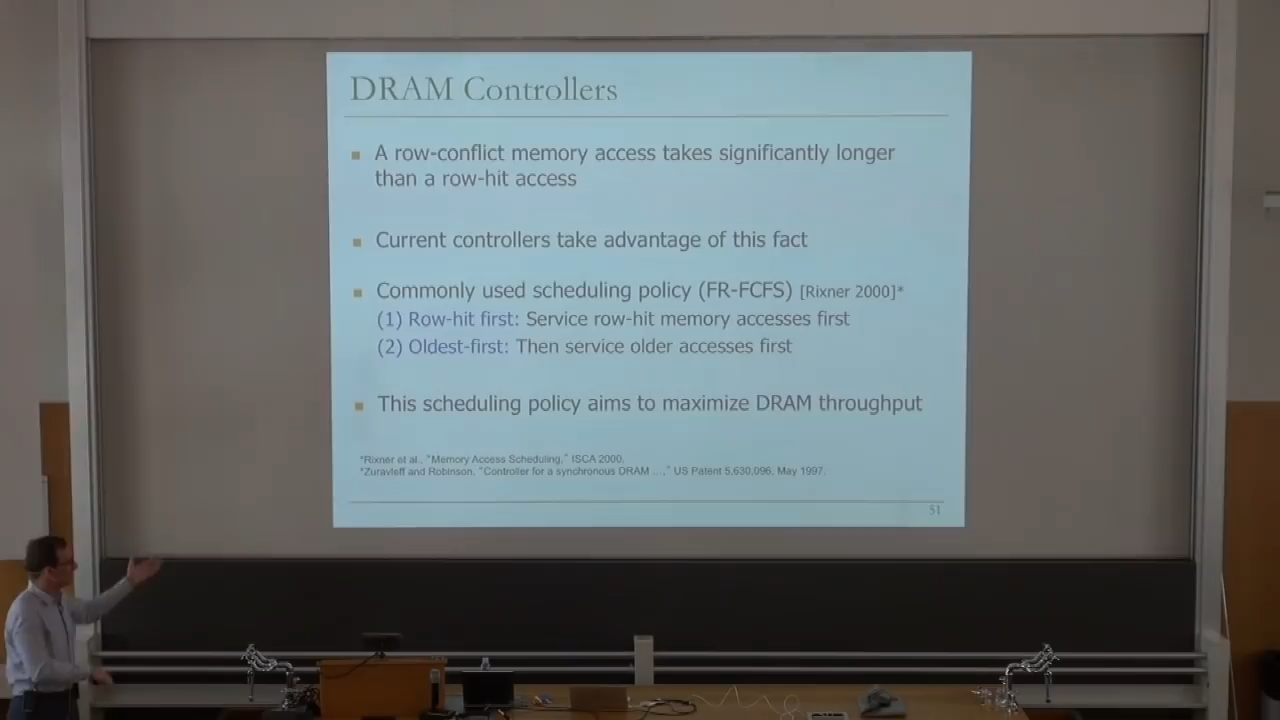 DRAM Controllers
A row-conflict memory access takes significantly longer
than a row-hit access
Current controllers take advantage of this fact
Commonly used scheduling policy (FR-FCFS) [Rixner 2000]*
(1) Row-hit first: Service row-hit memory accesses first
(2) Oldest-first: Then service older accesses first
This scheduling policy aims to maximize DRAM throughput
*Rixner et al., "Memory Access Scheduling," ISCA 2000.
*Zuravleff and Robinson, "Controller for a synchronous DRAM …," US Patent 5,630,096, May 1997.
51